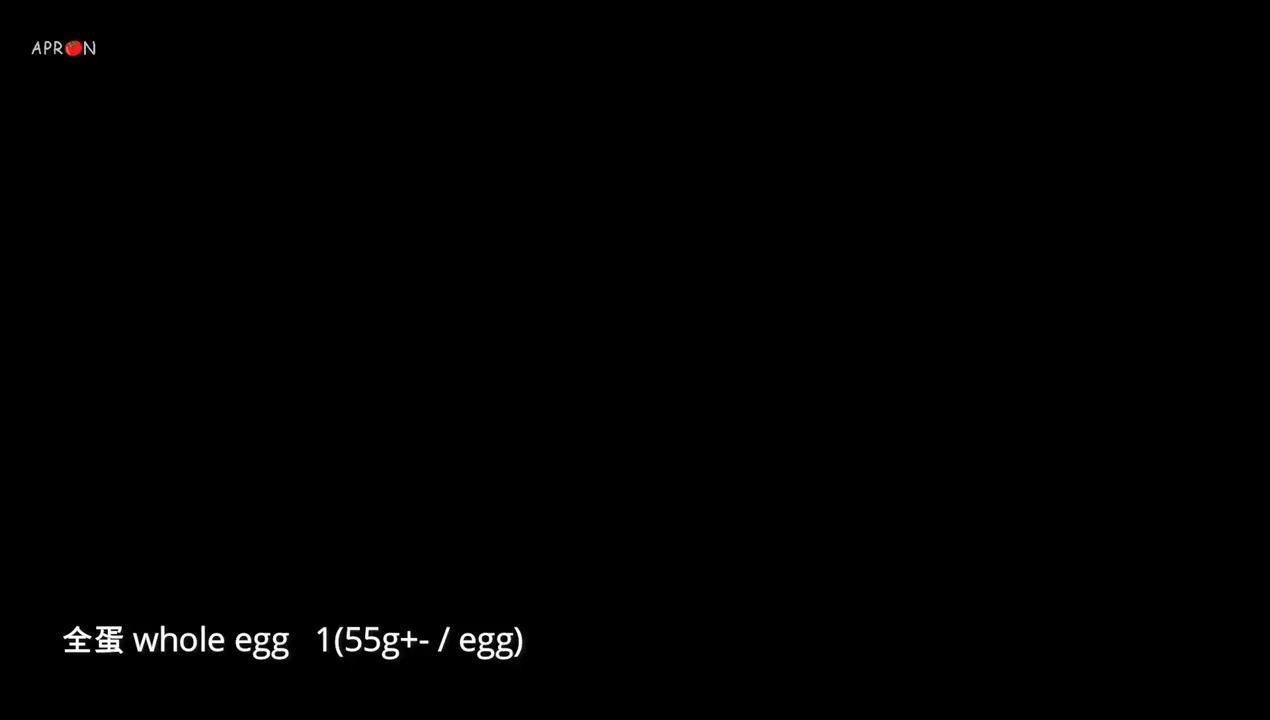 APRON
全蛋 whole egg 1(55g+- / egg)